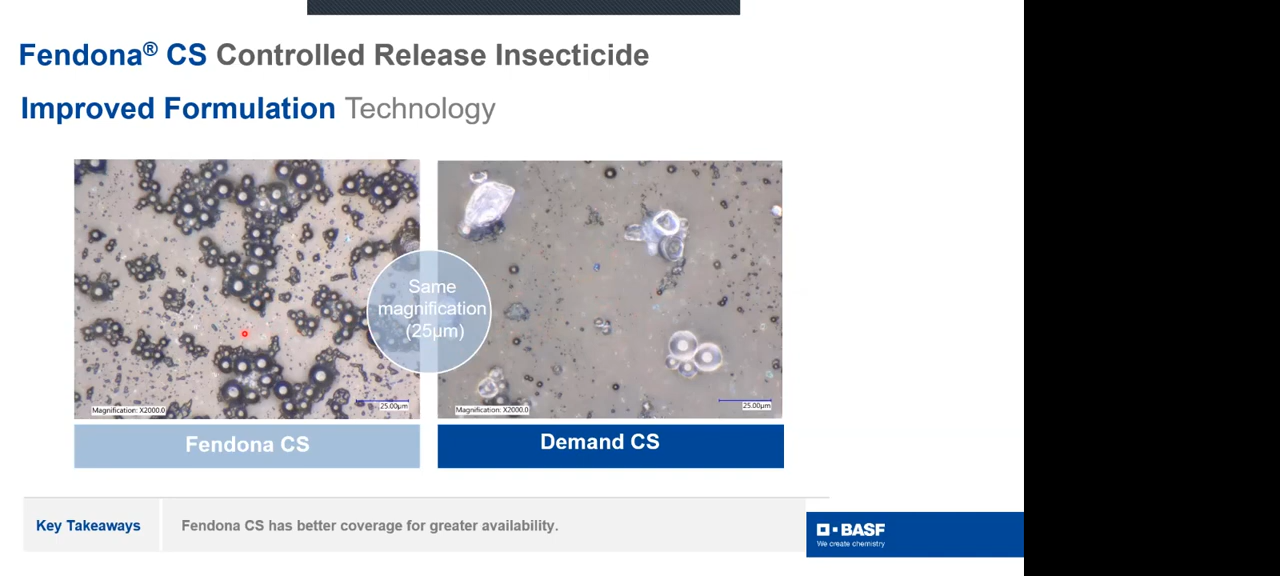 Fendona® CS Controlled Release Insecticide
Improved Formulation Technology
Same
magnification
(25μm)
Magnification: X2000.0
25.00μm
Magnification: X2000.0
25.00μm
Fendona CS
Demand CS
Key Takeaways
Fendona CS has better coverage for greater availability.
BASF
We create chemistry